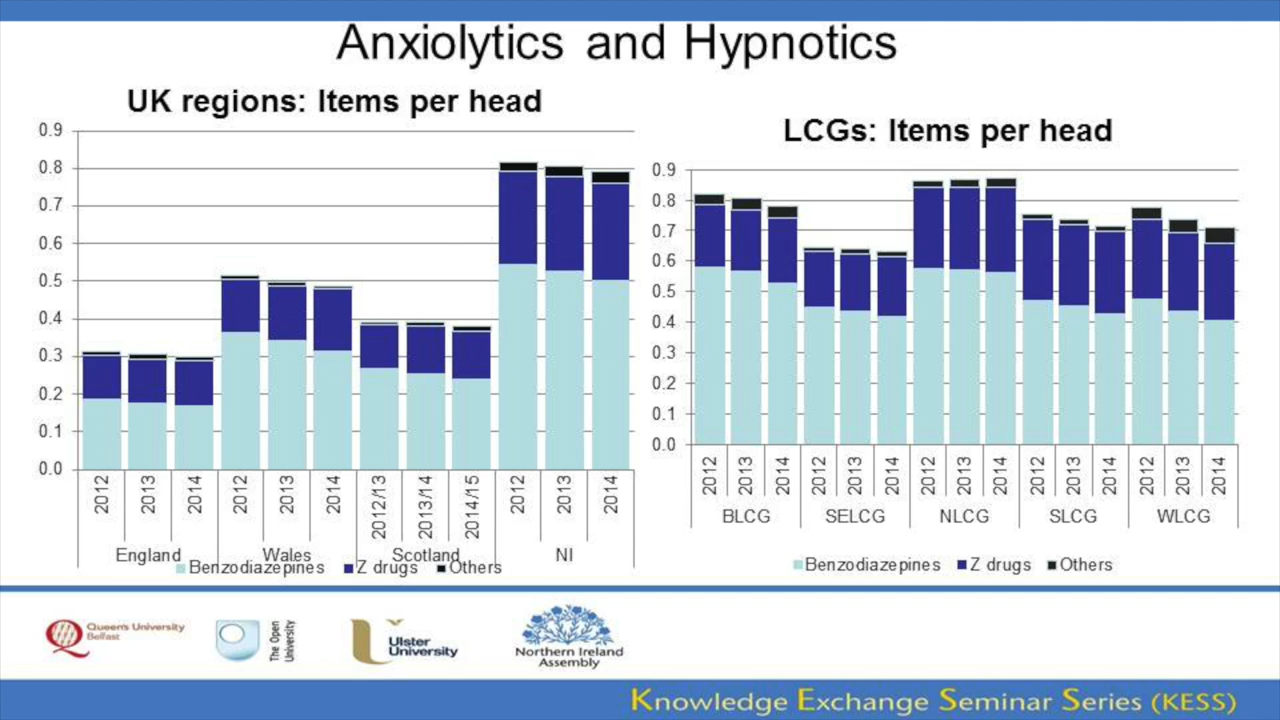 Anxiolytics and Hypnotics
UK regions: Items per head
0.9
0.8
0.7
0.6
0.5
0.4
0.3
0.2
0.1
0.0
2012
2013
2014
2012
2013
2014
2012/13
2013/14
2014/15
2012
2013
2014
England
Wales
Scotland
NI
Benzodiazepines Z drugs Others
LCGs: Items per head
0.9
0.8
0.7
0.6
0.5
0.4
0.3
0.2
0.1
0.0
2012
2013
2014
2012
2013
2014
2012
2013
2014
2012
2013
2014
2012
2013
2014
BLCG
SELCG
NLCG
SLCG
WLCG
Benzodiazepines Z drugs Others
Queen's University
Belfast
The Open
University
Ulster
University
Northern Ireland
Assembly
Knowledge Exchange Seminar Series (KESS)